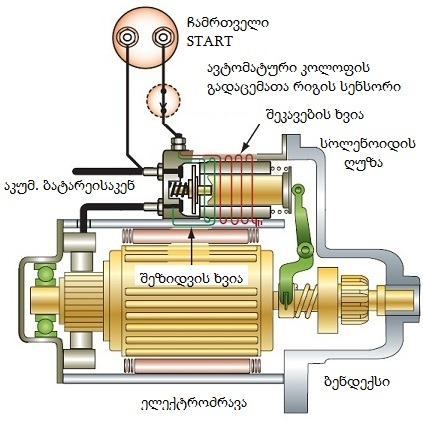 ჩამრთველი
START
ავტომატური კოლოფის
გადაცემათა რიგის სენსორი
შეკავების ხვია
სოლენოიდის
ღუზა
აკუმ. ბატარეისაკენ
შეზიდვის ხვია
ბენდექსი
ელექტროძრავა